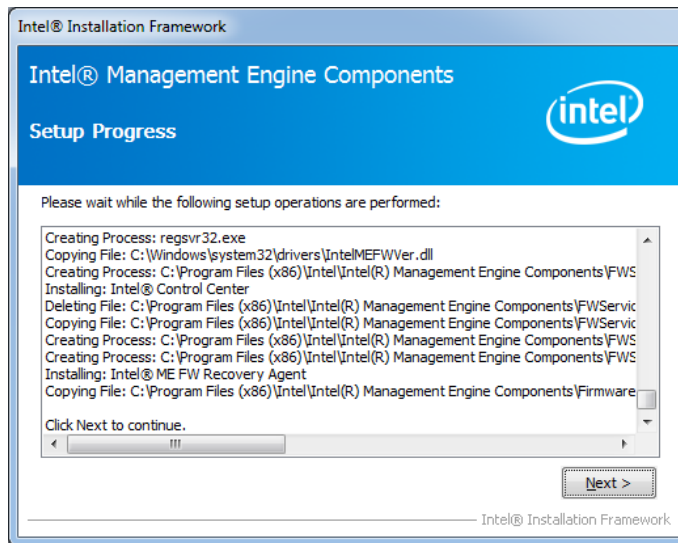 Intel® Installation Framework
Intel® Management Engine Components
intel
Setup Progress
Please wait while the following setup operations are performed:
Creating Process: regsvr32.exe
Copying File: C:\Windows\system32\drivers\IntelMEFWVer.dll
Creating Process: C:\Program Files (x86)\Intel\Intel(R) Management Engine Components\FWS
Installing: Intel® Control Center
Deleting File: C:\Program Files (x86)\Intel\Intel(R) Management Engine Components\FWServic
Copying File: C:\Program Files (x86)\Intel\Intel(R) Management Engine Components\FWServic
Creating Process: C:\Program Files (x86)\Intel\Intel(R) Management Engine Components\FWS
Creating Process: C:\Program Files (x86)\Intel\Intel(R) Management Engine Components\FWS
Installing: Intel® ME FW Recovery Agent
Copying File: C:\Program Files (x86)\Intel\Intel(R) Management Engine Components\Firmware
Click Next to continue.
Next >
Intel® Installation Framework